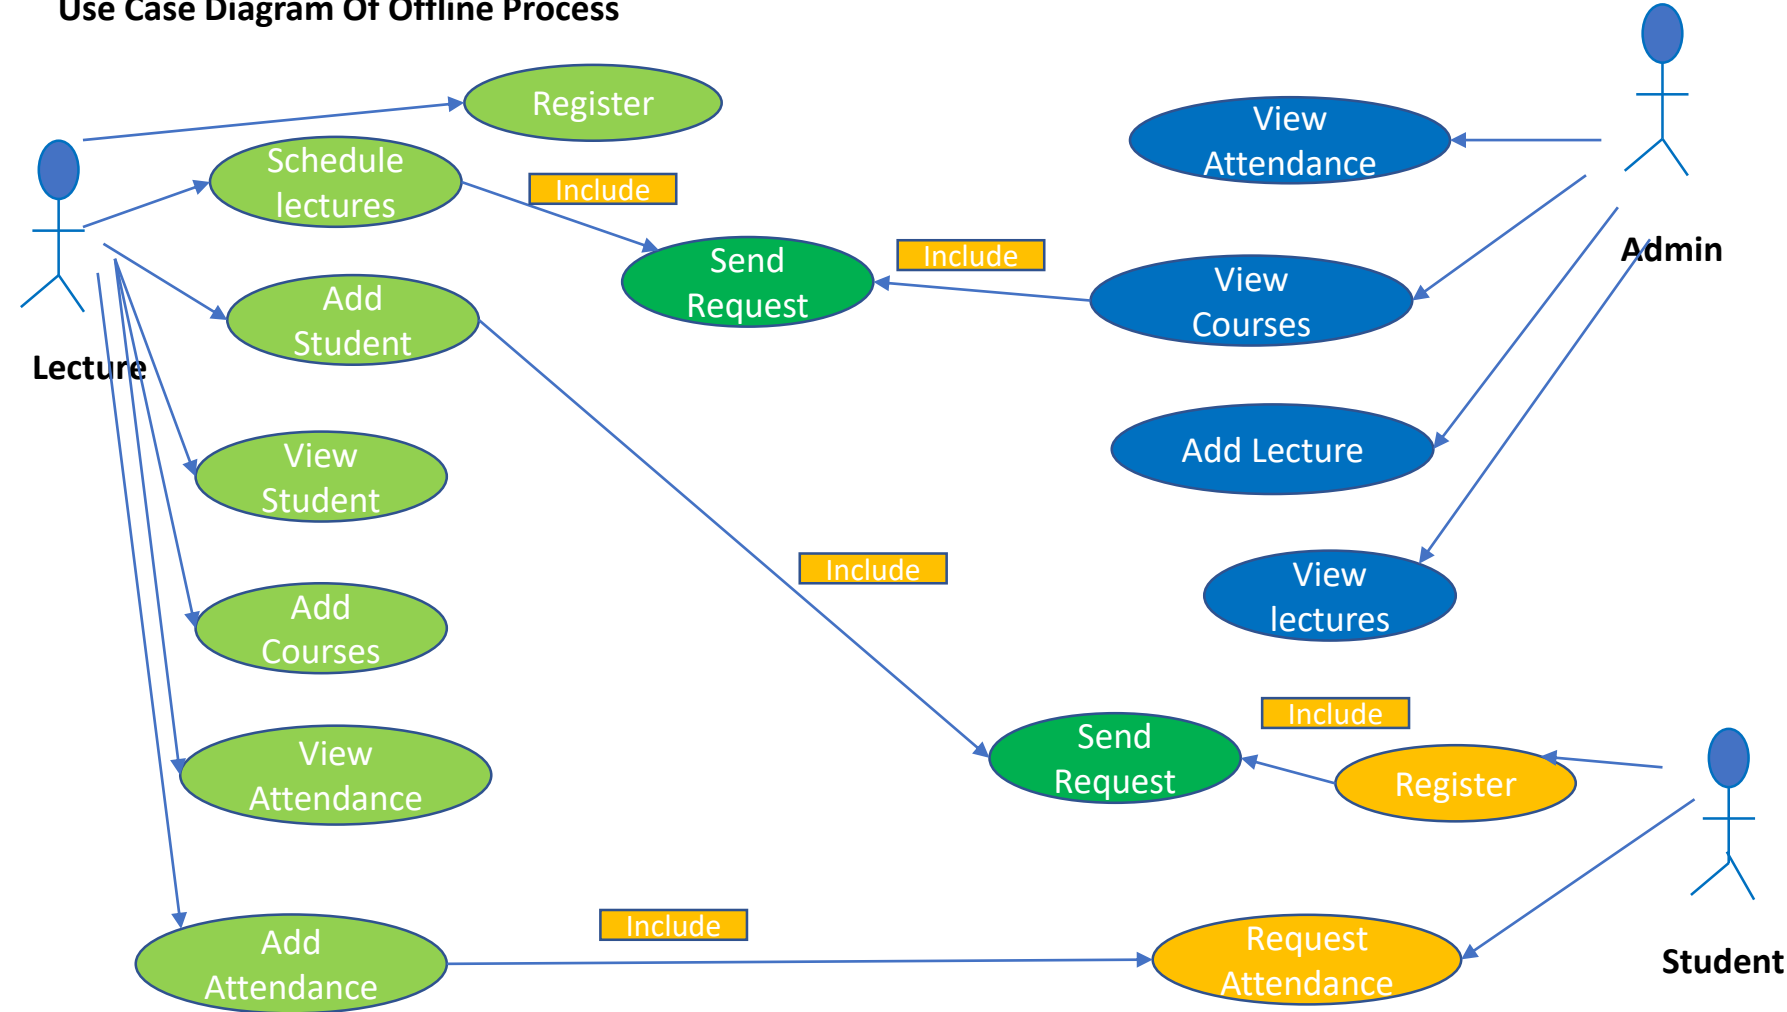 Use Case Diagram Of Offline Process
Register
View
Attendance
Schedule
lectures
Include
Admin
Send
Request
Include
View
Courses
Add
Student
Lecture
View
Student
Add Lecture
Include
View
lectures
Add
Courses
Include
View
Attendance
Send
Request
Register
Include
Add
Attendance
Request
Attendance
Student